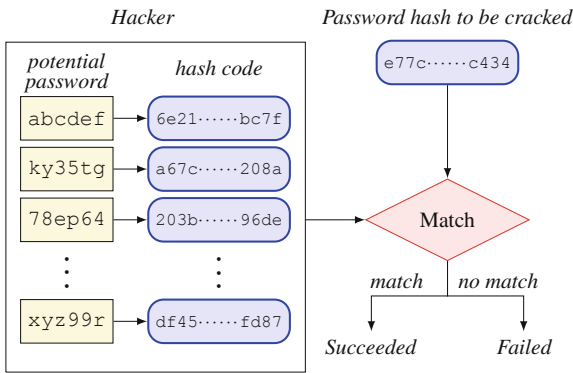 Hacker
Password hash to be cracked
potential
password
hash code
e77c······c434
abcdef
6e21······bc7f
ky35tg
a67c······208a
78ep64
203b······96de
Match
xyz99r
df45······fd87
match
no match
Succeeded
Failed